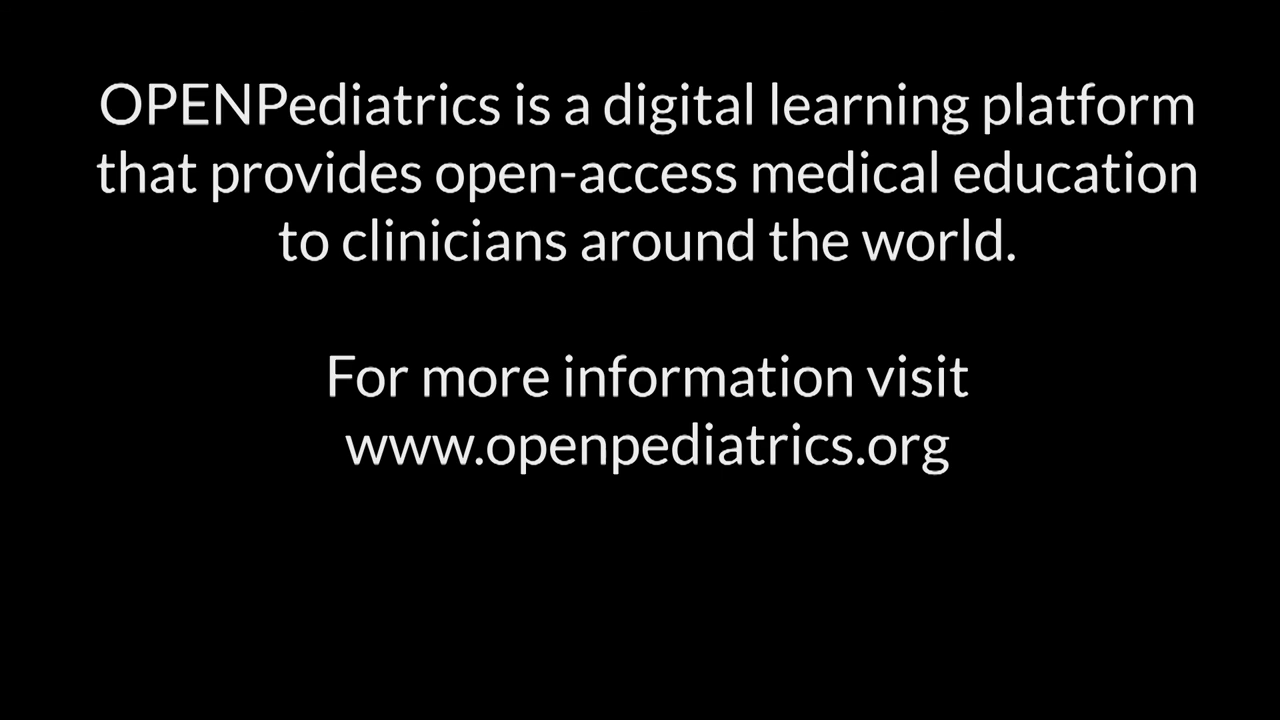 OPENPediatrics is a digital learning platform
that provides open-access medical education
to clinicians around the world.
For more information visit
www.openpediatrics.org